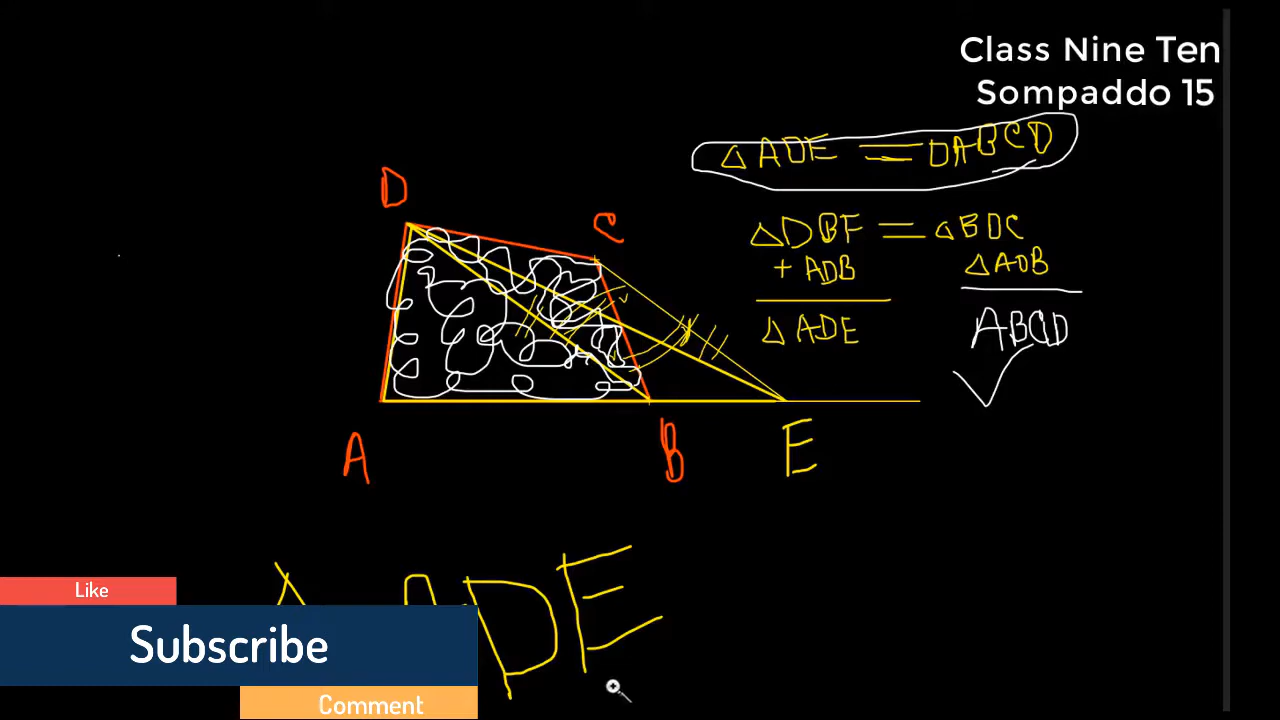 Class Nine Ten
Sompaddo 15
△ ADE = □ABCD
D
C
△DBF = △BDC
+ ADB △ADB
△ ADE ABCD
A
B
E
△ ADE
Like
Subscribe
Comment